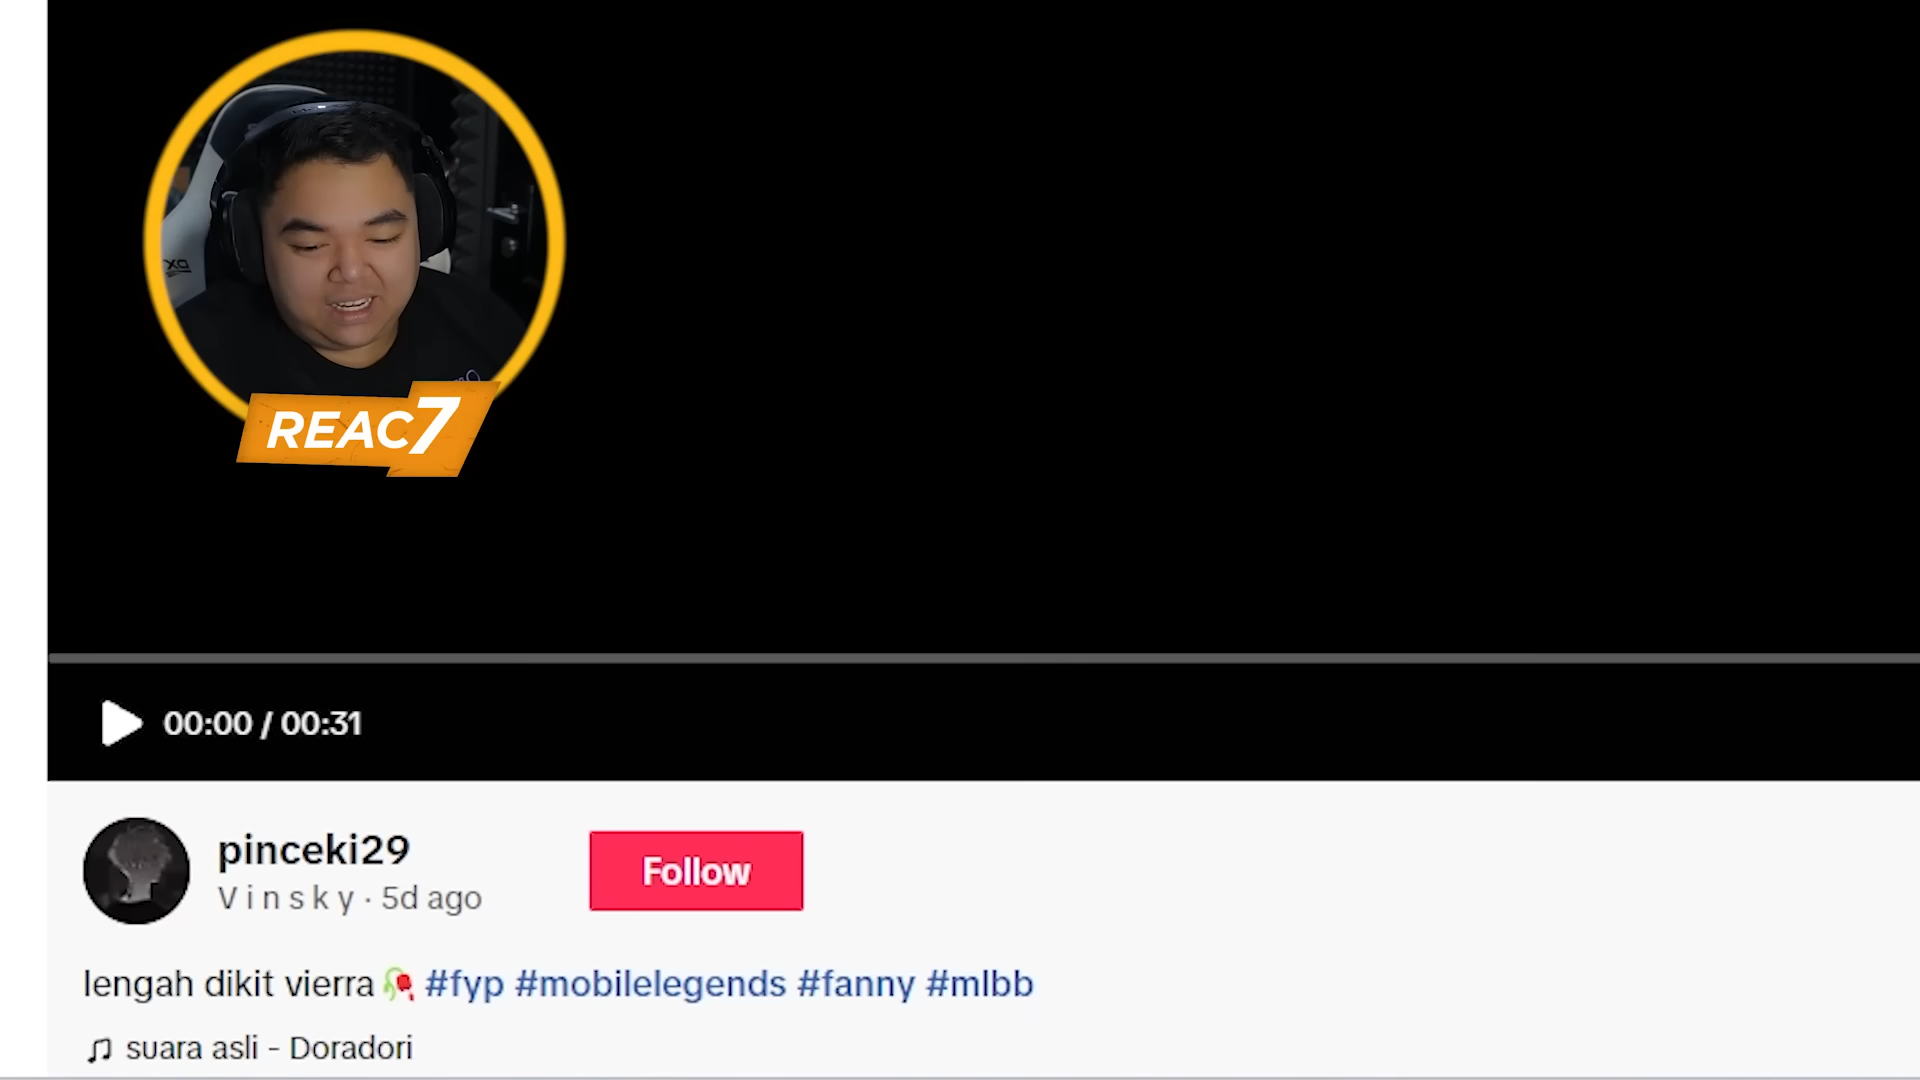 REAC7
00:00 / 00:31
pinceki29
Follow
V i n s k y · 5d ago
lengah dikit vierra🥀 #fyp #mobilelegends #fanny #mlbb
suara asli - Doradori